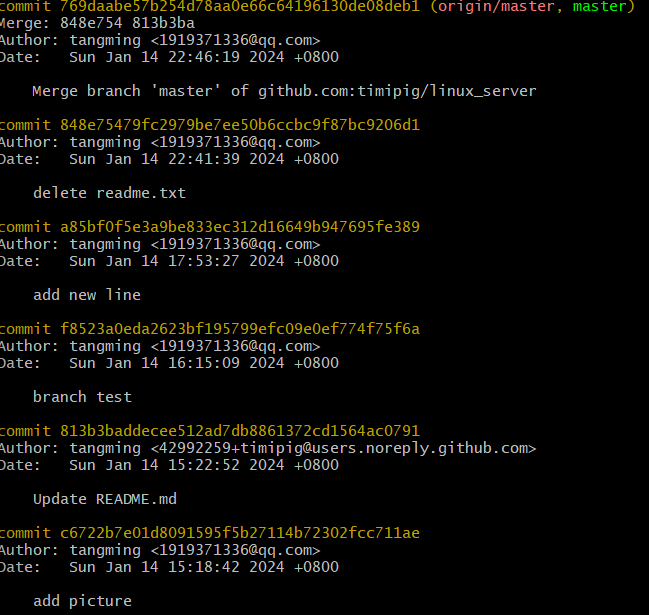 commit 769daabe57b254d78aa0e66c64196130de08deb1 (origin/master, master)
Merge: 848e754 813b3ba
Author: tangming <1919371336@qq.com>
Date:   Sun Jan 14 22:46:19 2024 +0800
Merge branch 'master' of github.com:timipig/linux_server
commit 848e75479fc2979be7ee50b6ccbc9f87bc9206d1
Author: tangming <1919371336@qq.com>
Date:   Sun Jan 14 22:41:39 2024 +0800
delete readme.txt
commit a85bf0f5e3a9be833ec312d16649b947695fe389
Author: tangming <1919371336@qq.com>
Date:   Sun Jan 14 17:53:27 2024 +0800
add new line
commit f8523a0eda2623bf195799efc09e0ef774f75f6a
Author: tangming <1919371336@qq.com>
Date:   Sun Jan 14 16:15:09 2024 +0800
branch test
commit 813b3baddecee512ad7db8861372cd1564ac0791
Author: tangming <42992259+timipig@users.noreply.github.com>
Date:   Sun Jan 14 15:22:52 2024 +0800
Update README.md
commit c6722b7e01d8091595f5b27114b72302fcc711ae
Author: tangming <1919371336@qq.com>
Date:   Sun Jan 14 15:18:42 2024 +0800
add picture